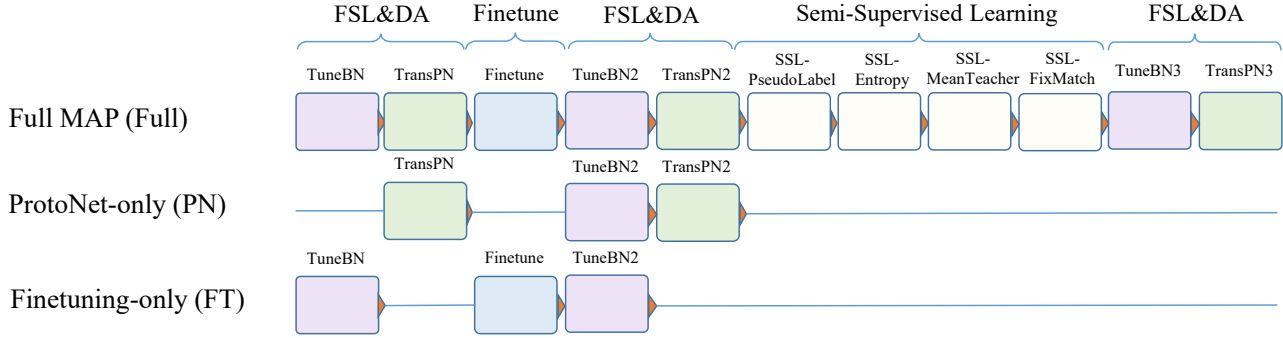 FSL&DA Finetune FSL&DA Semi-Supervised Learning FSL&DA
TuneBN TransPN Finetune TuneBN2 TransPN2 SSL-PseudoLabel SSL-Entropy SSL-MeanTeacher SSL-FixMatch TuneBN3 TransPN3
Full MAP (Full)
TransPN TuneBN2 TransPN2
ProtoNet-only (PN)
TuneBN Finetune TuneBN2
Finetuning-only (FT)